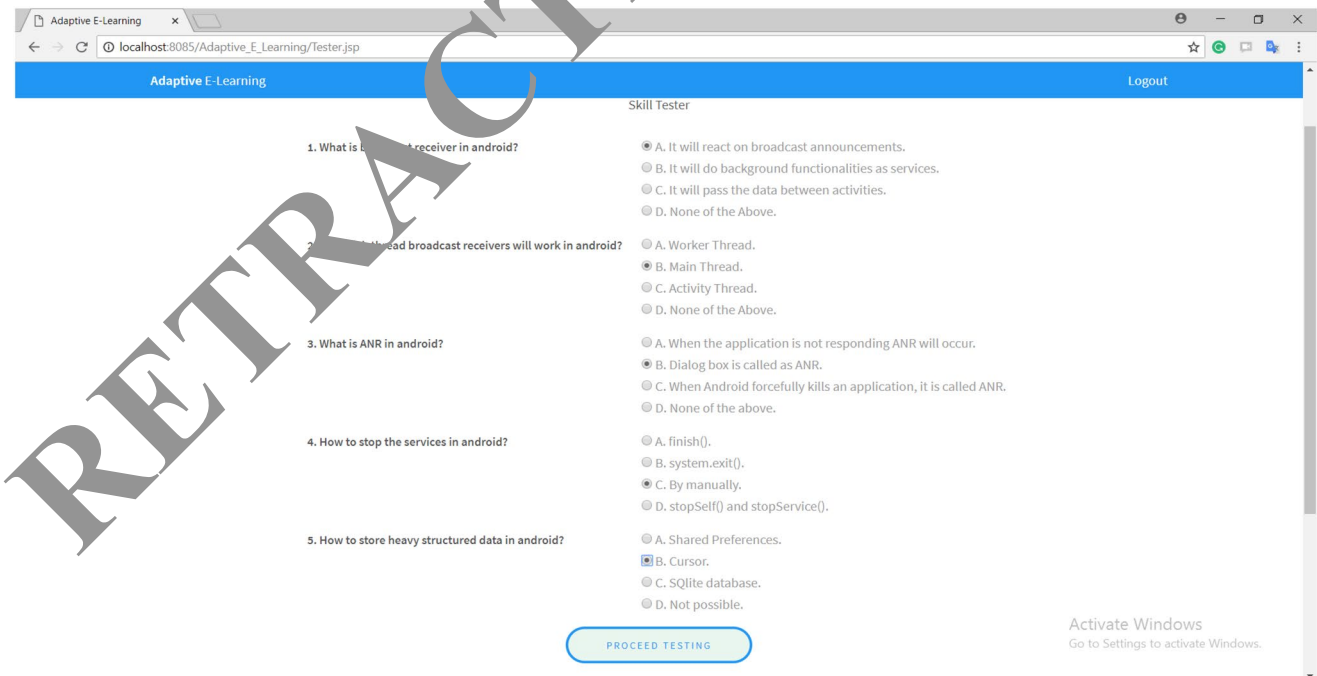 Adaptive E-Learning
localhost:8085/Adaptive_E_Learning/Tester.jsp
Adaptive E-Learning Logout
Skill Tester
1. What is receiver in android?
A. It will react on broadcast announcements.
B. It will do background functionalities as services.
C. It will pass the data between activities.
D. None of the Above.
broadcast receivers will work in android?
A. Worker Thread.
B. Main Thread.
C. Activity Thread.
D. None of the Above.
3. What is ANR in android?
A. When the application is not responding ANR will occur.
B. Dialog box is called as ANR.
C. When Android forcefully kills an application, it is called ANR.
D. None of the above.
4. How to stop the services in android?
A. finish().
B. system.exit().
C. By manually.
D. stopSelf() and stopService().
5. How to store heavy structured data in android?
A. Shared Preferences.
B. Cursor.
C. SQlite database.
D. Not possible.
PROCEED TESTING
Activate Windows
Go to Settings to activate Windows.
RETRACT